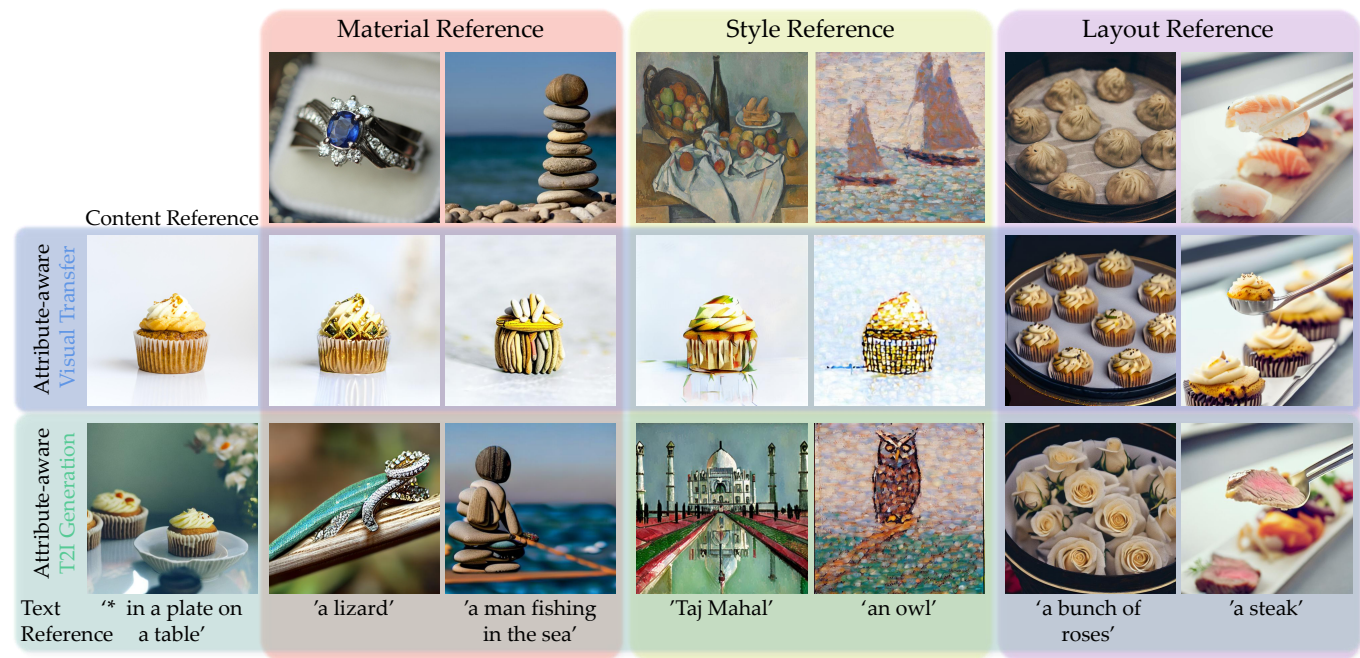 Material Reference
Style Reference
Layout Reference
Content Reference
Attribute-aware
Visual Transfer
Attribute-aware
T2I Generation
Text
Reference
‘* in a plate on
a table’
’a lizard’
’a man fishing
in the sea’
’Taj Mahal’
‘an owl’
‘a bunch of
roses’
’a steak’